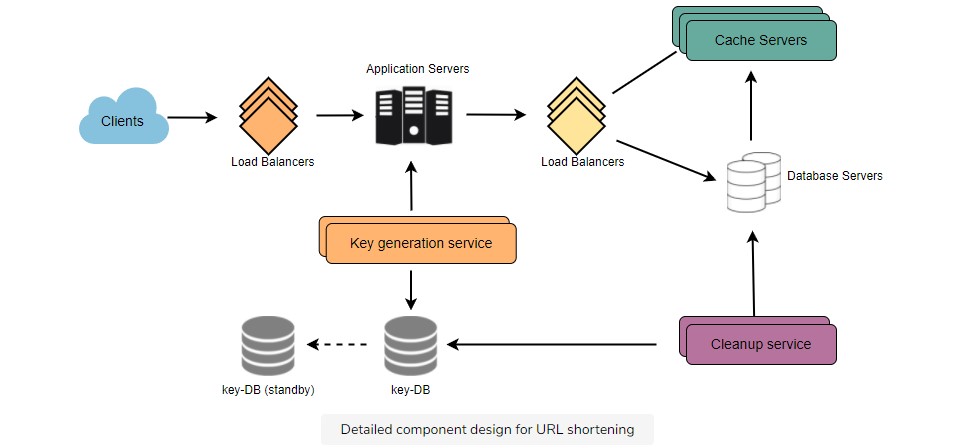 Cache Servers
Application Servers
Clients
Load Balancers
Load Balancers
Database Servers
Key generation service
Cleanup service
key-DB (standby)
key-DB
Detailed component design for URL shortening